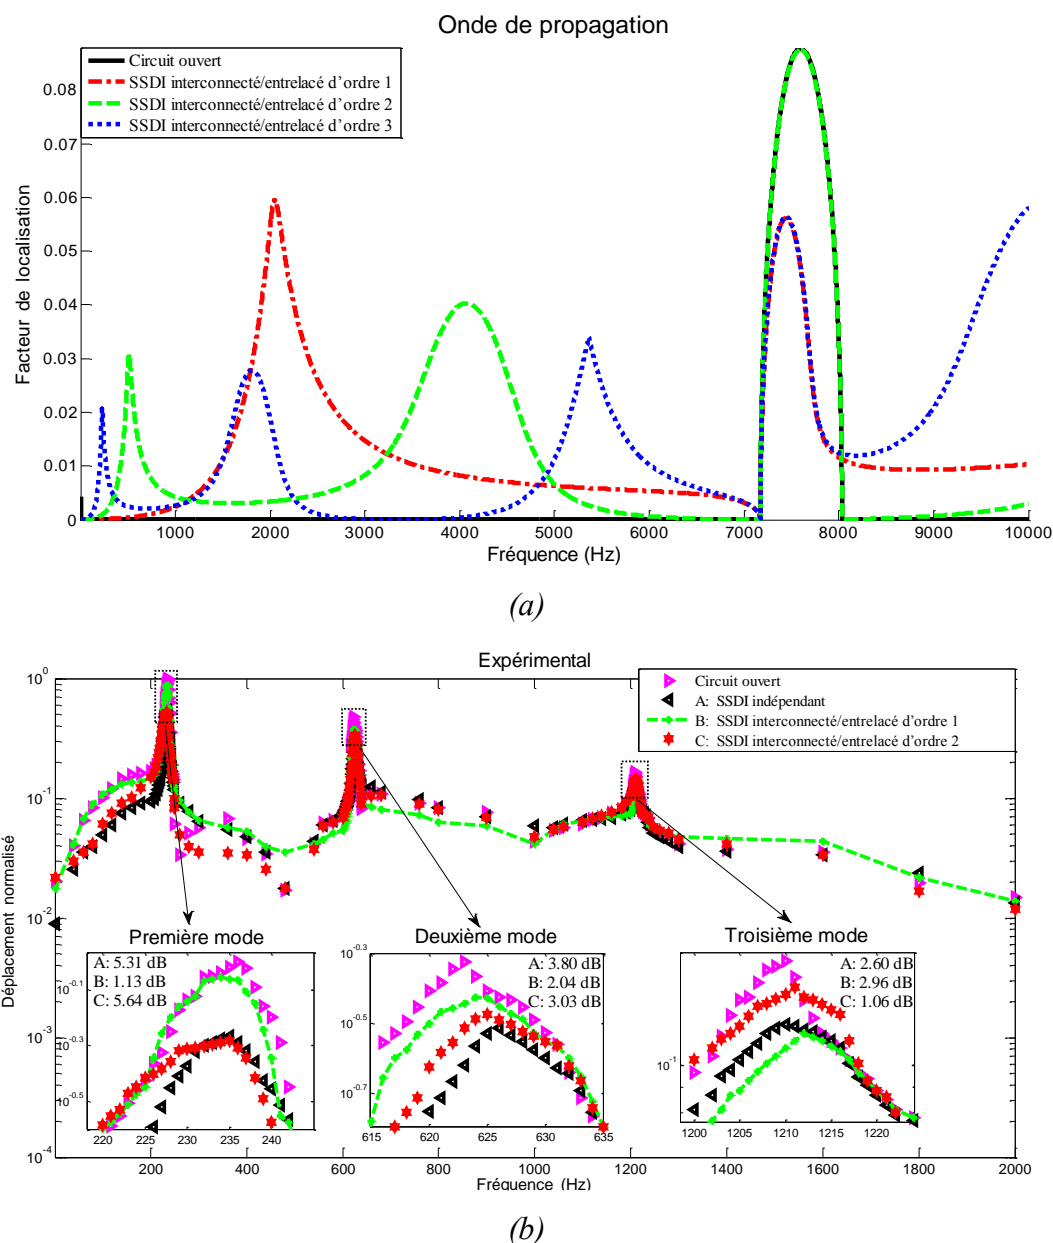 Onde de propagation
Circuit ouvert
SSDI interconnecté/entrelacé d'ordre 1
SSDI interconnecté/entrelacé d'ordre 2
SSDI interconnecté/entrelacé d'ordre 3
Facteur de localisation
0.08
0.07
0.06
0.05
0.04
0.03
0.02
0.01
0
1000 2000 3000 4000 5000 6000 7000 8000 9000 10000
Fréquence (Hz)
(a)
Expérimental
Circuit ouvert
A: SSDI indépendant
B: SSDI interconnecté/entrelacé d'ordre 1
C: SSDI interconnecté/entrelacé d'ordre 2
Déplacement normalisé
10^0
10^-1
10^-2
10^-3
10^-4
Première mode
A: 5.31 dB
B: 1.13 dB
C: 5.64 dB
10^-0.1
10^-0.3
10^-0.5
220 225 230 235 240
Deuxième mode
A: 3.80 dB
B: 2.04 dB
C: 3.03 dB
10^-0.3
10^-0.5
10^-0.7
615 620 625 630 635
Troisième mode
A: 2.60 dB
B: 2.96 dB
C: 1.06 dB
10^-1
1200 1205 1210 1215 1220
200 400 600 800 1000 1200 1400 1600 1800 2000
Fréquence (Hz)
(b)